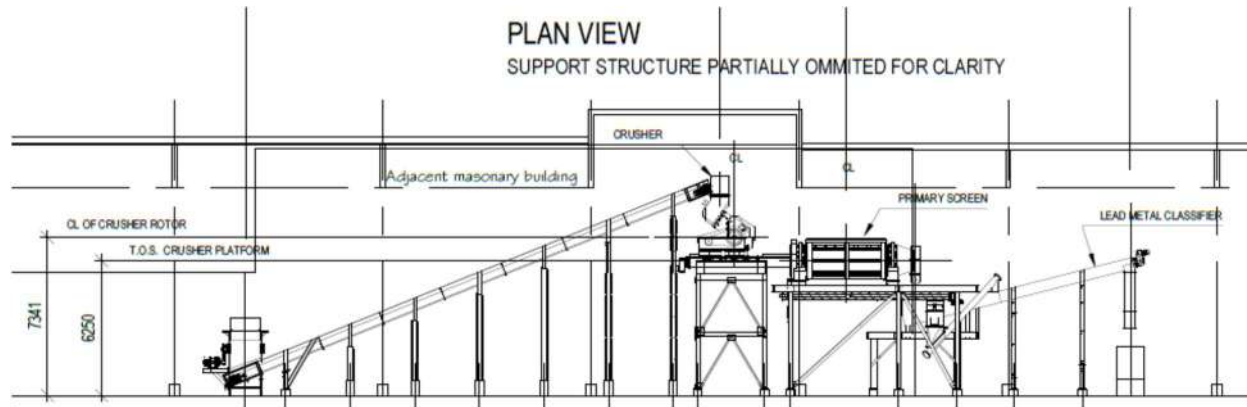 PLAN VIEW
SUPPORT STRUCTURE PARTIALLY OMMITED FOR CLARITY
CRUSHER
CL
CL
Adjacent masonary building
PRIMARY SCREEN
LEAD METAL CLASSIFIER
CL OF CRUSHER ROTOR
T.O.S. CRUSHER PLATFORM
7341
6250